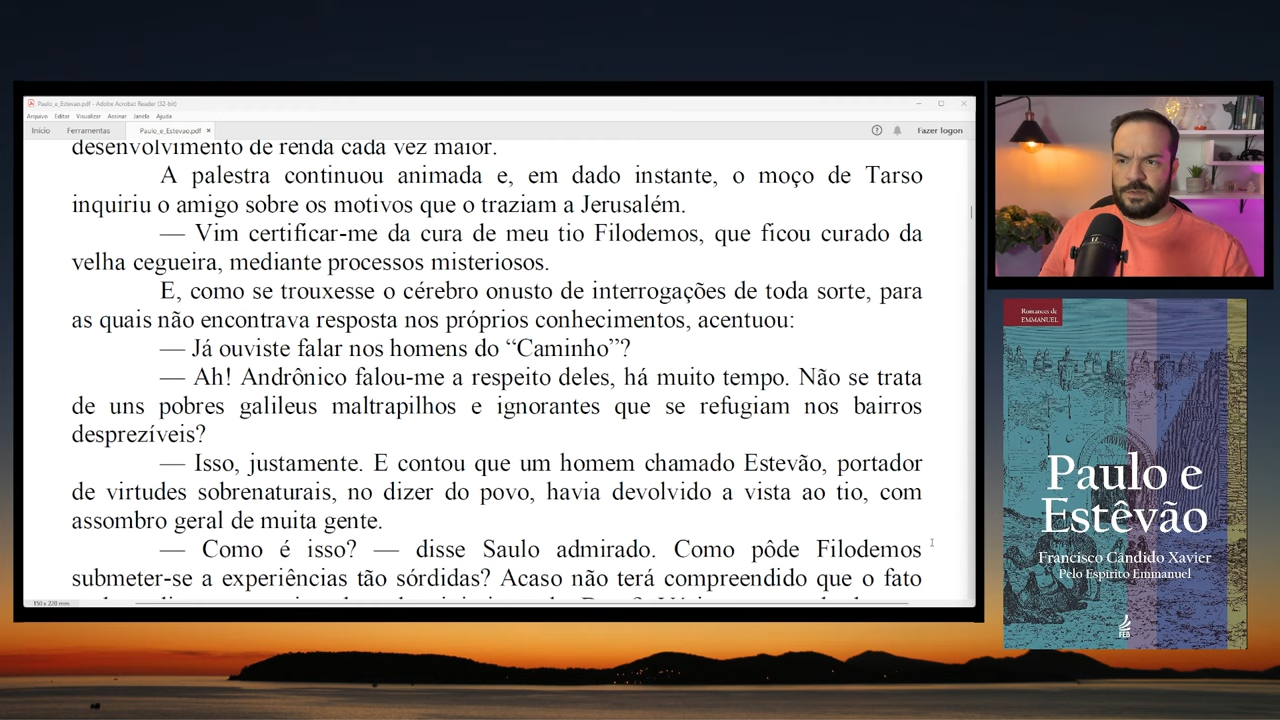 Paulo_e_Estevao.pdf - Adobe Acrobat Reader (32-bit)
Arquivo Editar Visualizar Assinar Janela Ajuda
Início Ferramentas Paulo_e_Estevao.pdf × Fazer logon
desenvolvimento de renda cada vez maior.
A palestra continuou animada e, em dado instante, o moço de Tarso
inquiriu o amigo sobre os motivos que o traziam a Jerusalém.
— Vim certificar-me da cura de meu tio Filodemos, que ficou curado da
velha cegueira, mediante processos misteriosos.
E, como se trouxesse o cérebro onusto de interrogações de toda sorte, para
as quais não encontrava resposta nos próprios conhecimentos, acentuou:
— Já ouviste falar nos homens do “Caminho”?
— Ah! Andrônico falou-me a respeito deles, há muito tempo. Não se trata
de uns pobres galileus maltrapilhos e ignorantes que se refugiam nos bairros
desprezíveis?
— Isso, justamente. E contou que um homem chamado Estevão, portador
de virtudes sobrenaturais, no dizer do povo, havia devolvido a vista ao tio, com
assombro geral de muita gente.
— Como é isso? — disse Saulo admirado. Como pôde Filodemos
submeter-se a experiências tão sórdidas? Acaso não terá compreendido que o fato
150 x 220 mm
Romances de
EMMANUEL
Paulo e
Estêvão
Francisco Cândido Xavier
Pelo Espírito Emmanuel
FEB